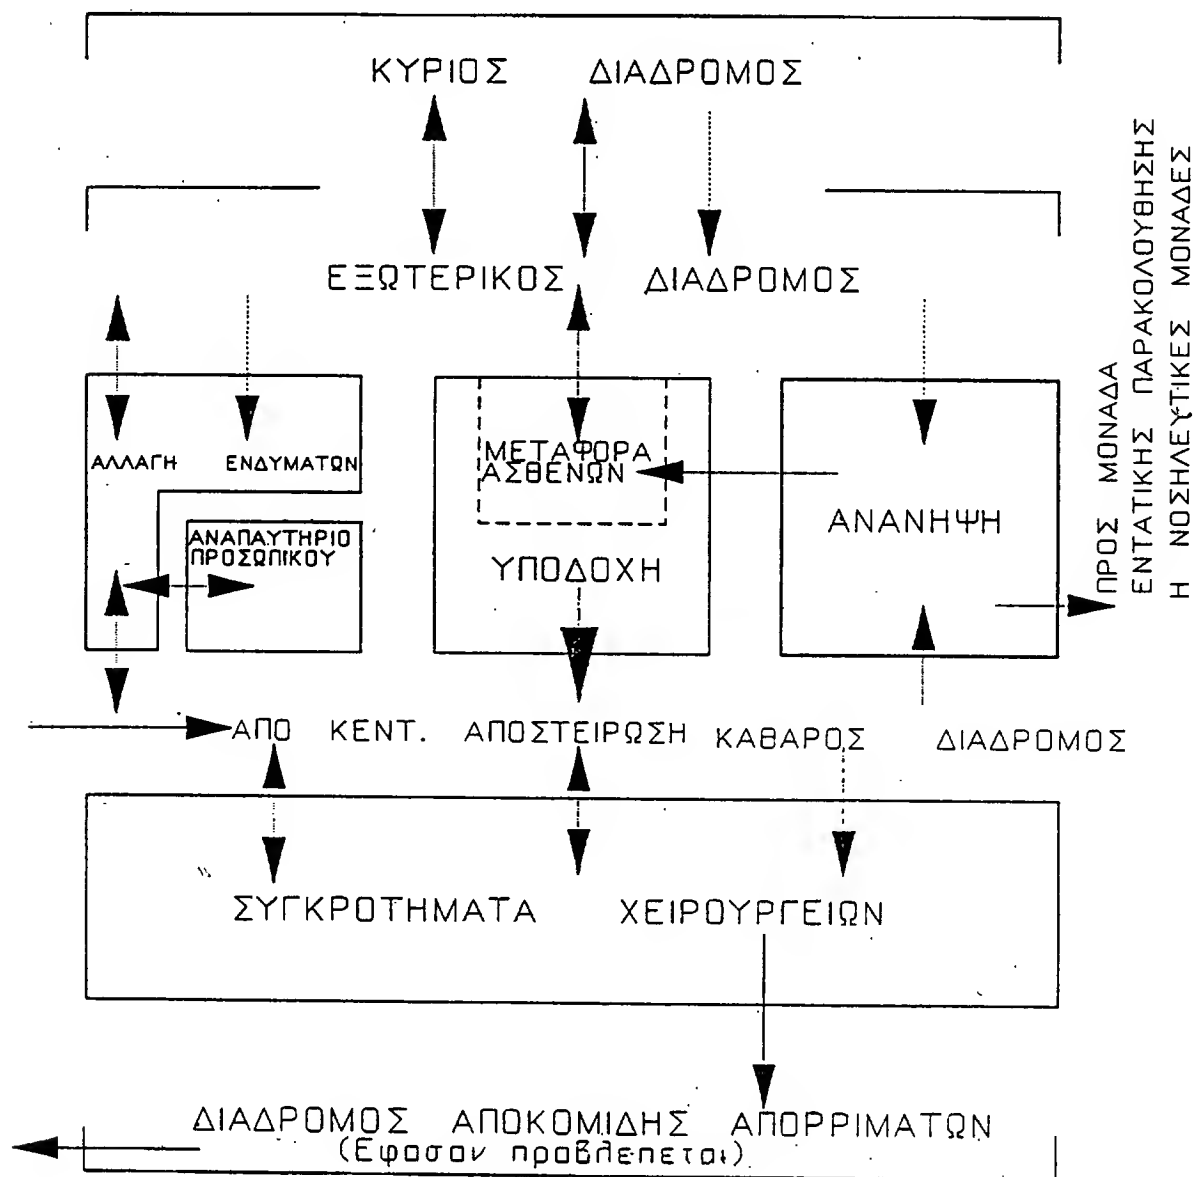 ΚΥΡΙΟΣ ΔΙΑΔΡΟΜΟΣ
ΕΞΩΤΕΡΙΚΟΣ ΔΙΑΔΡΟΜΟΣ
ΑΛΛΑΓΗ ΕΝΔΥΜΑΤΩΝ
ΑΝΑΠΑΥΤΗΡΙΟ
ΠΡΟΣΩΠΙΚΟΥ
ΜΕΤΑΦΟΡΑ
ΑΣΘΕΝΩΝ
ΥΠΟΔΟΧΗ
ΑΝΑΝΗΨΗ
ΠΡΟΣ ΜΟΝΑΔΑ
ΕΝΤΑΤΙΚΗΣ ΠΑΡΑΚΟΛΟΥΘΗΣΗΣ
Η ΝΟΣΗΛΕΥΤΙΚΕΣ ΜΟΝΑΔΕΣ
ΑΠΟ ΚΕΝΤ. ΑΠΟΣΤΕΙΡΩΣΗ ΚΑΘΑΡΟΣ ΔΙΑΔΡΟΜΟΣ
ΣΥΓΚΡΟΤΗΜΑΤΑ ΧΕΙΡΟΥΡΓΕΙΩΝ
ΔΙΑΔΡΟΜΟΣ ΑΠΟΚΟΜΙΔΗΣ ΑΠΟΡΡΙΜΑΤΩΝ
(Εφοσον προβλεπεται)